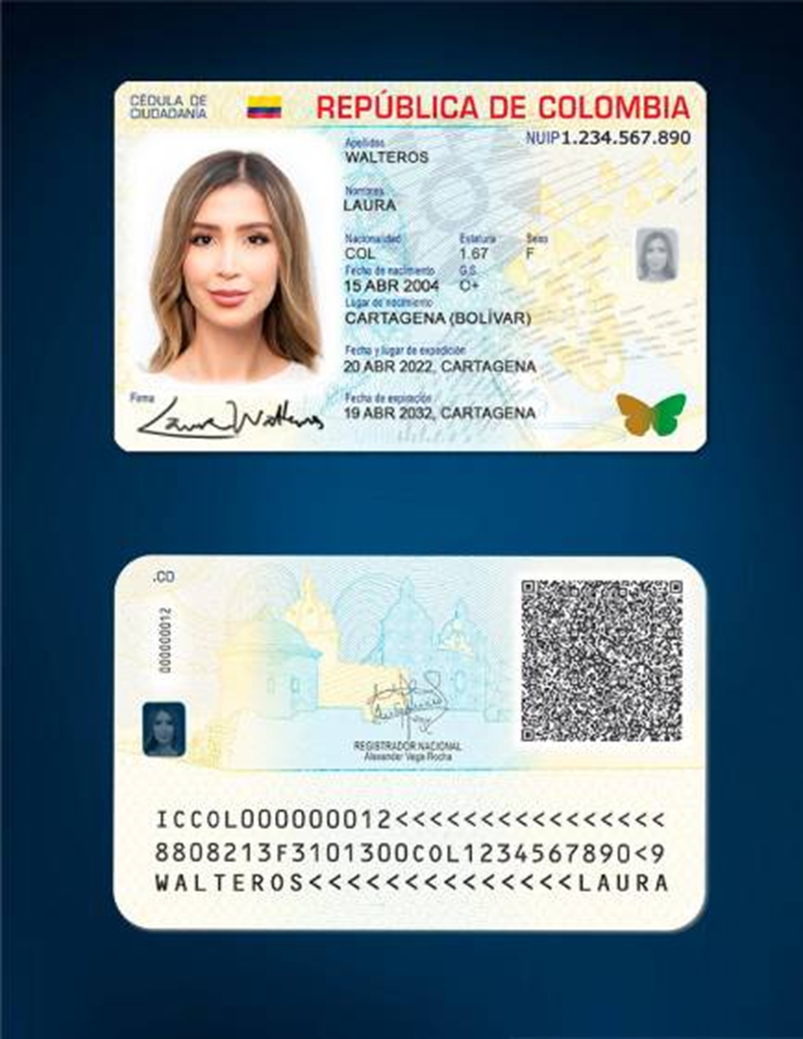 CÉDULA DE
CIUDADANÍA
REPÚBLICA DE COLOMBIA
NUIP1.234.567.890
Apellidos
WALTEROS
Nombres
LAURA
Nacionalidad Estatura Sexo
COL 1.67 F
Fecha de nacimiento G.S.
15 ABR 2004 O+
Lugar de nacimiento
CARTAGENA (BOLÍVAR)
Fecha y lugar de expedición
20 ABR 2022, CARTAGENA
Fecha de expiración
19 ABR 2032, CARTAGENA
Firma
Laura Walteros
.CO
000000012
REGISTRADOR NACIONAL
Alexander Vega Rocha
ICCOL000000012<<<<<<<<<<<<<<<<
8808213F3101300COL1234567890<9
WALTEROS<<<<<<<<<<<<<<<<LAURA